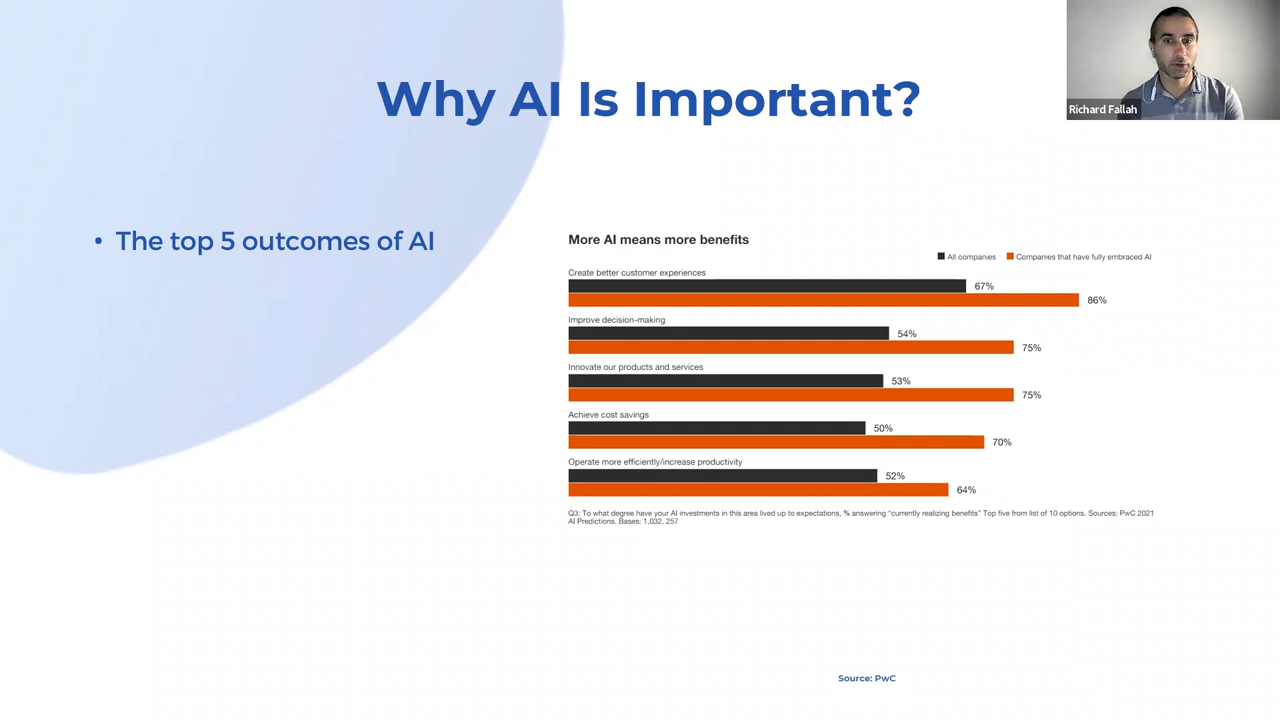 Why AI Is Important?
Richard Fallah
• The top 5 outcomes of AI
More AI means more benefits
All companies
Companies that have fully embraced AI
Create better customer experiences
67%
86%
Improve decision-making
54%
75%
Innovate our products and services
53%
75%
Achieve cost savings
50%
70%
Operate more efficiently/increase productivity
52%
64%
Q3: To what degree have your AI investments in this area lived up to expectations, % answering "currently realizing benefits" Top five from list of 10 options. Sources: PwC 2021
AI Predictions. Bases: 1,032, 257
Source: PwC